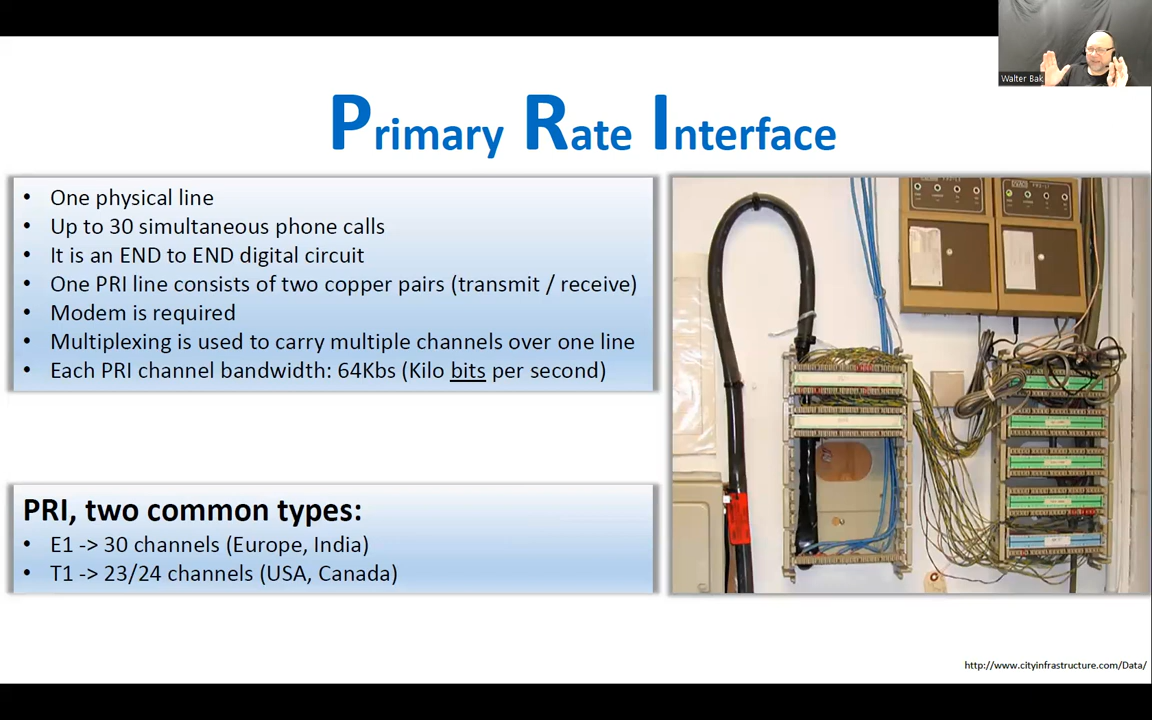 Walter Bak
Primary Rate Interface
• One physical line
• Up to 30 simultaneous phone calls
• It is an END to END digital circuit
• One PRI line consists of two copper pairs (transmit / receive)
• Modem is required
• Multiplexing is used to carry multiple channels over one line
• Each PRI channel bandwidth: 64Kbs (Kilo bits per second)
PRI, two common types:
• E1 -> 30 channels (Europe, India)
• T1 -> 23/24 channels (USA, Canada)
http://www.cityinfrastructure.com/Data/